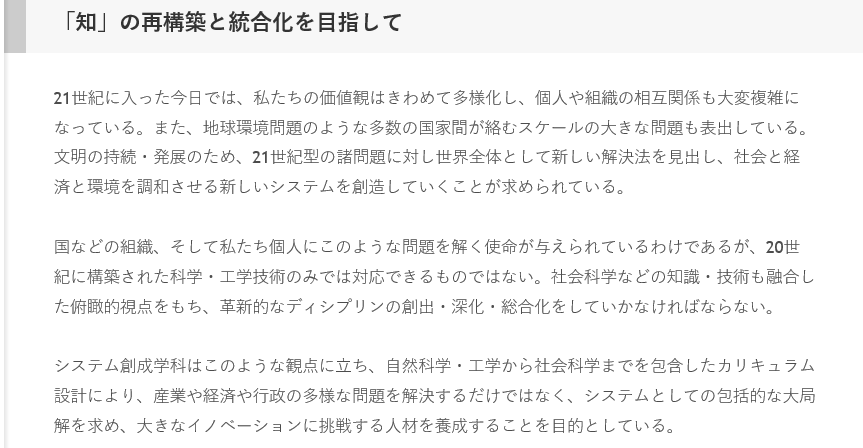 「知」の再構築と統合化を目指して
21世紀に入った今日では、私たちの価値観はきわめて多様化し、個人や組織の相互関係も大変複雑に
なっている。また、地球環境問題のような多数の国家間が絡むスケールの大きな問題も表出している。
文明の持続・発展のため、21世紀型の諸問題に対し世界全体として新しい解決法を見出し、社会と経
済と環境を調和させる新しいシステムを創造していくことが求められている。
国などの組織、そして私たち個人にこのような問題を解く使命が与えられているわけであるが、20世
紀に構築された科学・工学技術のみでは対応できるものではない。社会科学などの知識・技術も融合し
た俯瞰的視点をもち、革新的なディシプリンの創出・深化・総合化をしていかなければならない。
システム創成学科はこのような観点に立ち、自然科学・工学から社会科学までを包含したカリキュラム
設計により、産業や経済や行政の多様な問題を解決するだけではなく、システムとしての包括的な大局
解を求め、大きなイノベーションに挑戦する人材を養成することを目的としている。